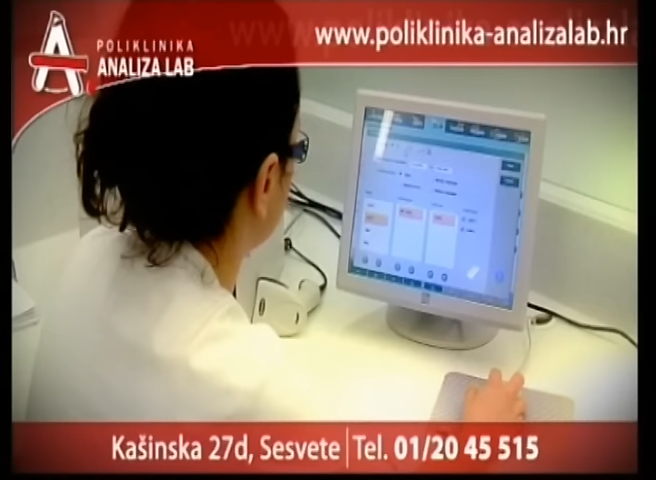 POLIKLINIKA
ANALIZA LAB
www.poliklinika-analizalab.hr
Kašinska 27d, Sesvete | Tel. 01/20 45 515